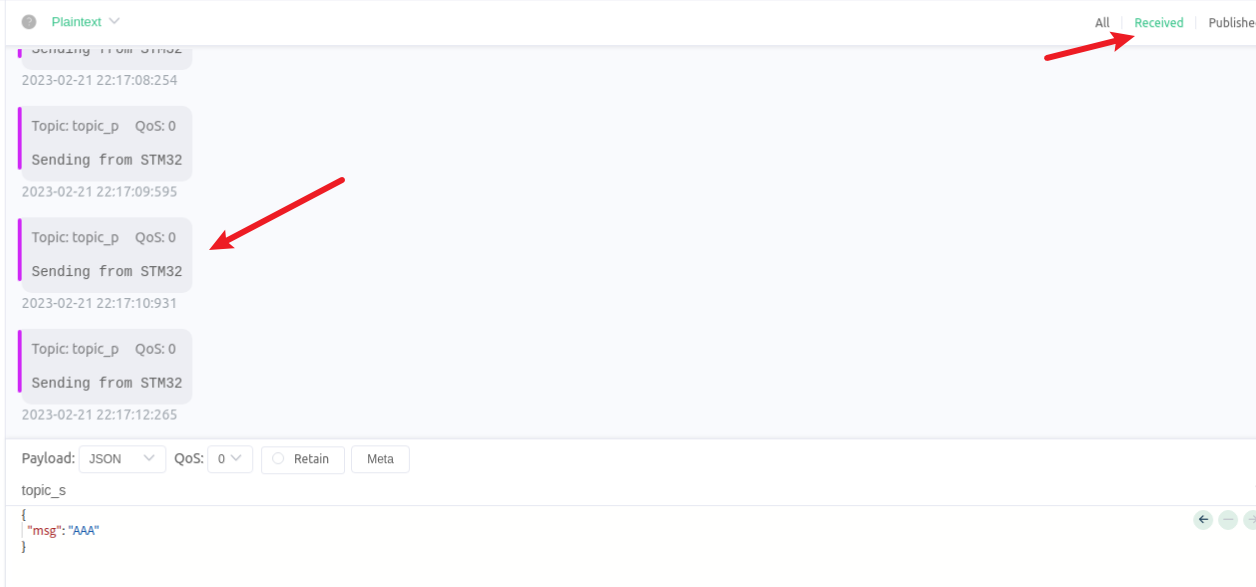 Plaintext
All Received Publishe
Sending from STM32
2023-02-21 22:17:08:254
Topic: topic_p QoS: 0
Sending from STM32
2023-02-21 22:17:09:595
Topic: topic_p QoS: 0
Sending from STM32
2023-02-21 22:17:10:931
Topic: topic_p QoS: 0
Sending from STM32
2023-02-21 22:17:12:265
Payload: JSON QoS: 0 Retain Meta
topic_s
{
"msg": "AAA"
}